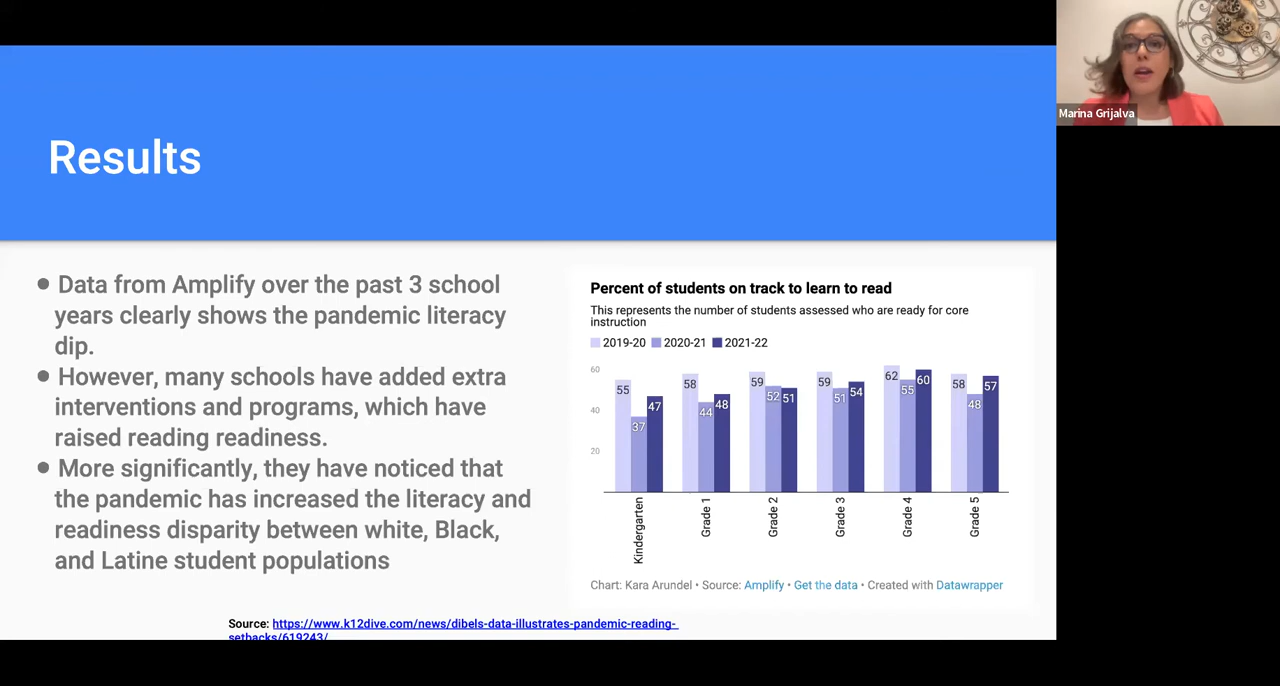 Marina Grijalva
Results
● Data from Amplify over the past 3 school
years clearly shows the pandemic literacy
dip.
● However, many schools have added extra
interventions and programs, which have
raised reading readiness.
● More significantly, they have noticed that
the pandemic has increased the literacy and
readiness disparity between white, Black,
and Latine student populations
Percent of students on track to learn to read
This represents the number of students assessed who are ready for core
instruction
2019-20 2020-21 2021-22
60
40
20
55 37 47
58 44 48
59 52 51
59 51 54
62 55 60
58 48 57
Kindergarten
Grade 1
Grade 2
Grade 3
Grade 4
Grade 5
Chart: Kara Arundel • Source: Amplify • Get the data • Created with Datawrapper
Source: https://www.k12dive.com/news/dibels-data-illustrates-pandemic-reading-
setbacks/619243/